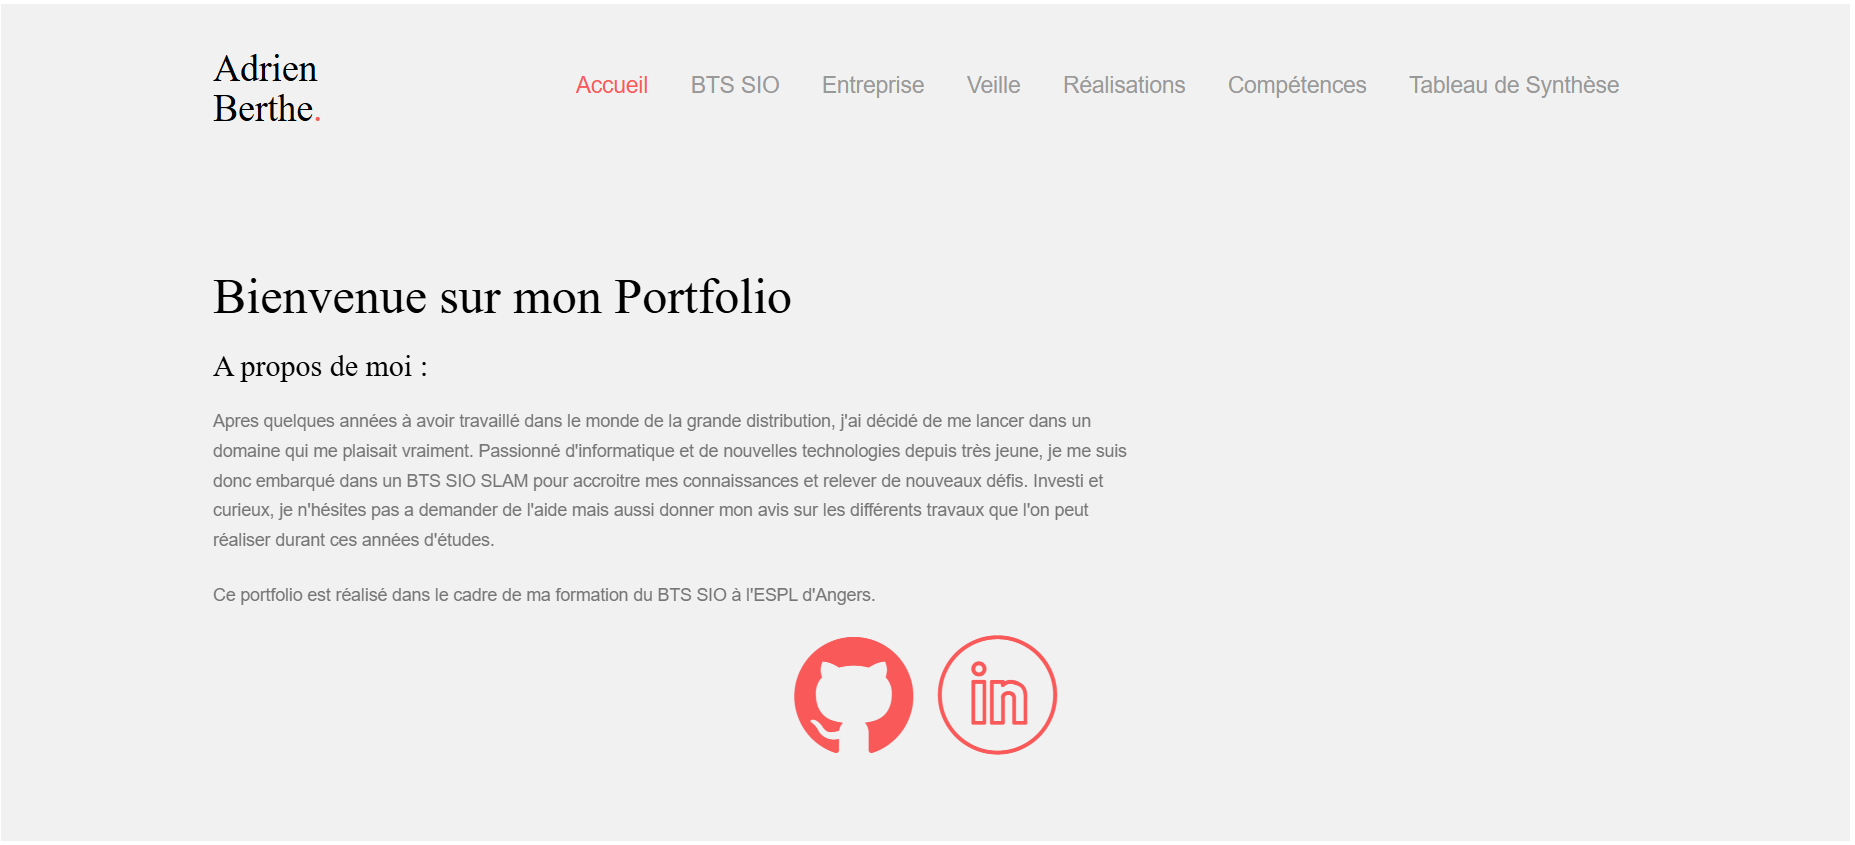 Adrien
Berthe.
Accueil BTS SIO Entreprise Veille Réalisations Compétences Tableau de Synthèse
Bienvenue sur mon Portfolio
A propos de moi :
Apres quelques années à avoir travaillé dans le monde de la grande distribution, j'ai décidé de me lancer dans un
domaine qui me plaisait vraiment. Passionné d'informatique et de nouvelles technologies depuis très jeune, je me suis
donc embarqué dans un BTS SIO SLAM pour accroitre mes connaissances et relever de nouveaux défis. Investi et
curieux, je n'hésites pas a demander de l'aide mais aussi donner mon avis sur les différents travaux que l'on peut
réaliser durant ces années d'études.
Ce portfolio est réalisé dans le cadre de ma formation du BTS SIO à l'ESPL d'Angers.
in